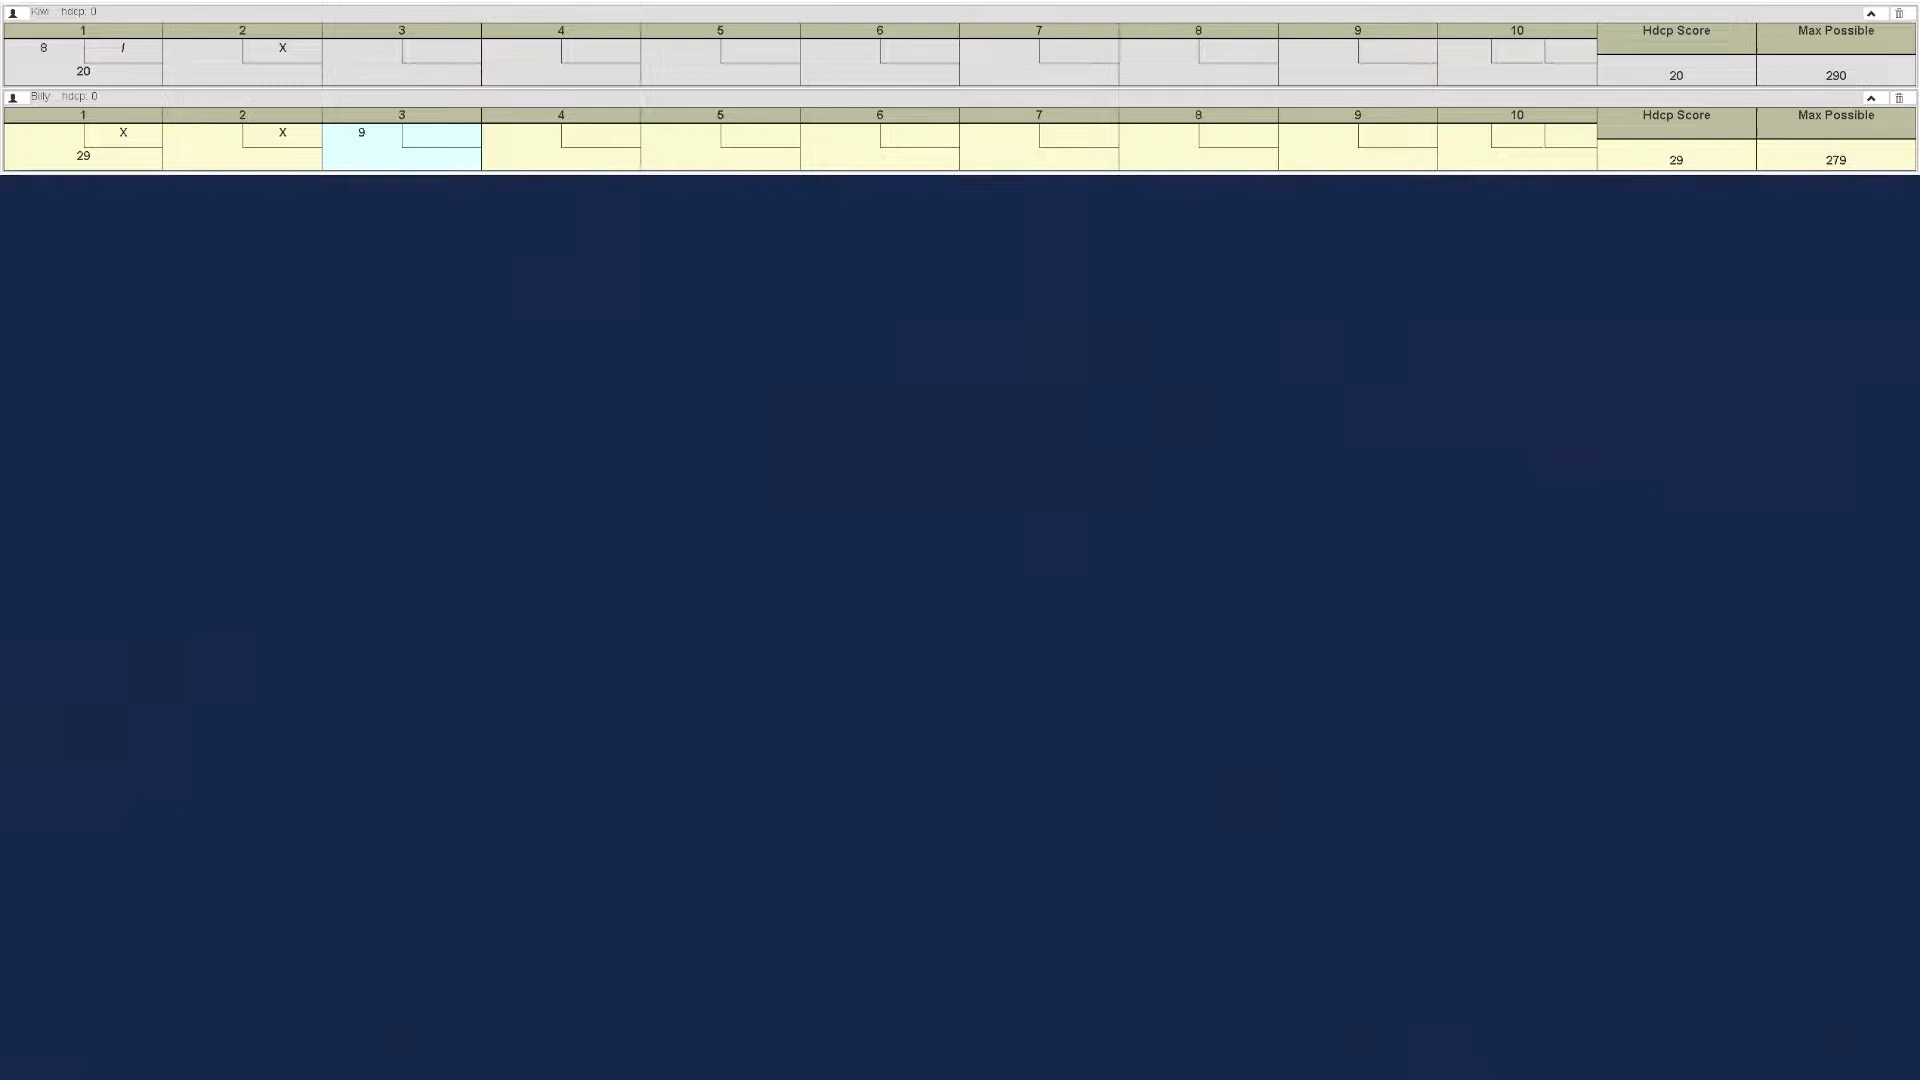 Kiwi hdcp: 0
1 2 3 4 5 6 7 8 9 10 Hdcp Score Max Possible
8 / X
20 20 290
Billy hdcp: 0
1 2 3 4 5 6 7 8 9 10 Hdcp Score Max Possible
X X 9
29 29 279